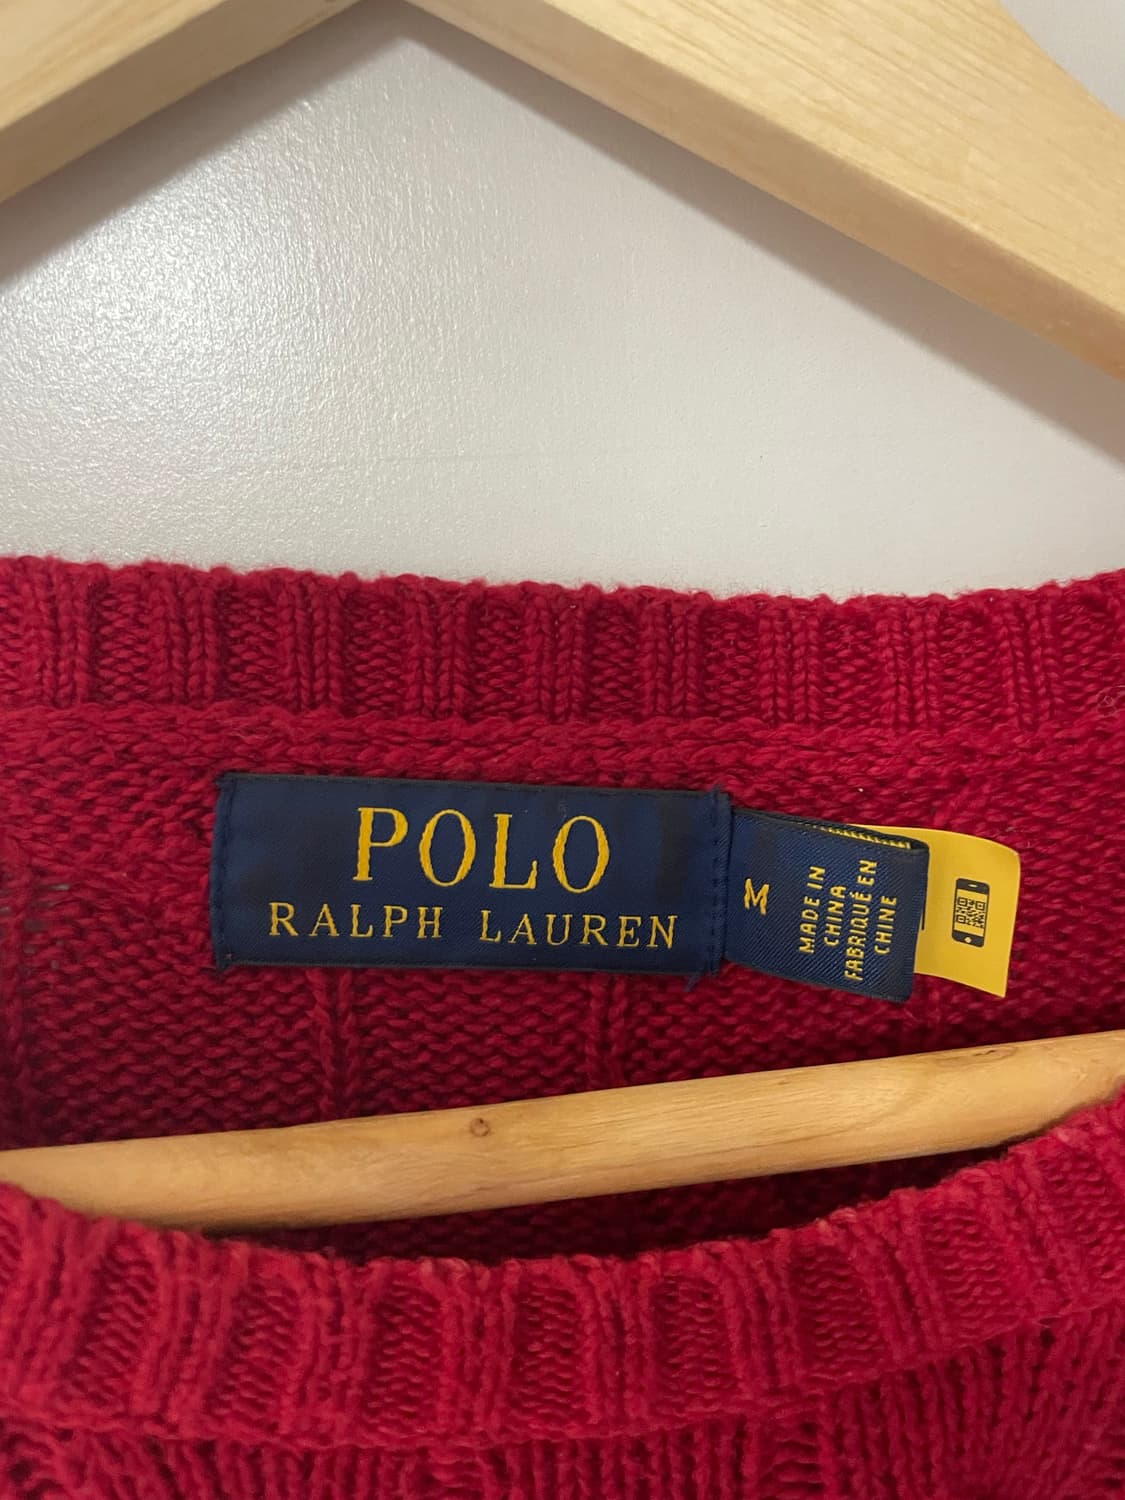 POLO
RALPH LAUREN
M
MADE IN
CHINA
FABRIQUÉ EN
CHINE